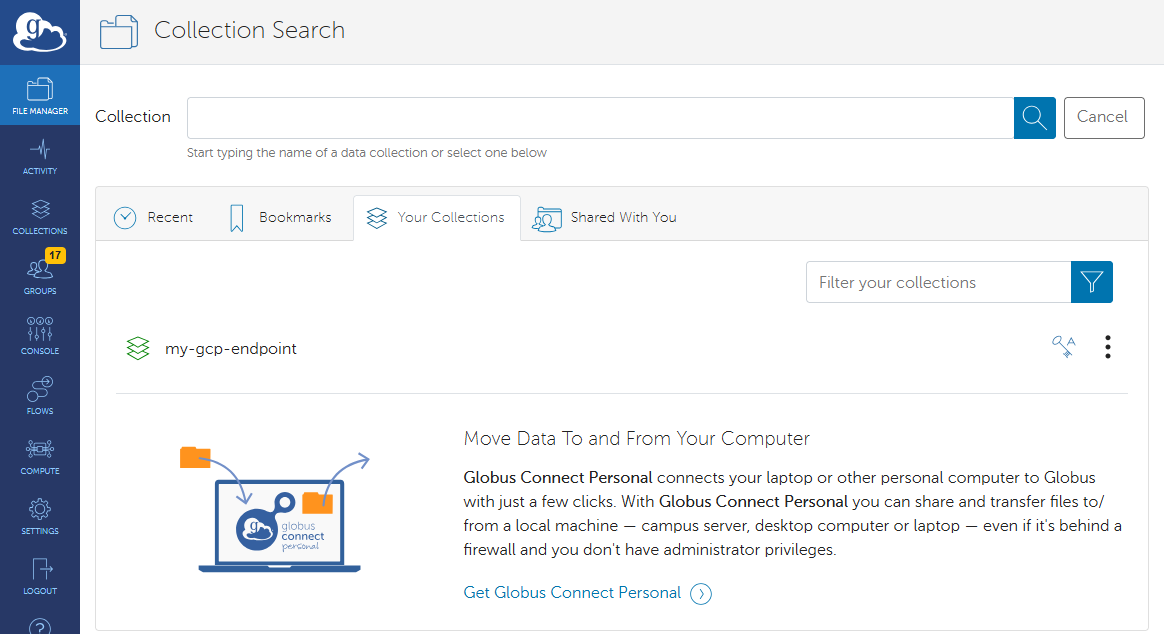 g
Collection Search
FILE MANAGER
ACTIVITY
COLLECTIONS
17
GROUPS
CONSOLE
FLOWS
COMPUTE
SETTINGS
LOGOUT
?
Collection
Cancel
Start typing the name of a data collection or select one below
Recent
Bookmarks
Your Collections
Shared With You
Filter your collections
my-gcp-endpoint
A
g
globus
connect
personal
Move Data To and From Your Computer
Globus Connect Personal connects your laptop or other personal computer to Globus
with just a few clicks. With Globus Connect Personal you can share and transfer files to/
from a local machine — campus server, desktop computer or laptop — even if it's behind a
firewall and you don't have administrator privileges.
Get Globus Connect Personal